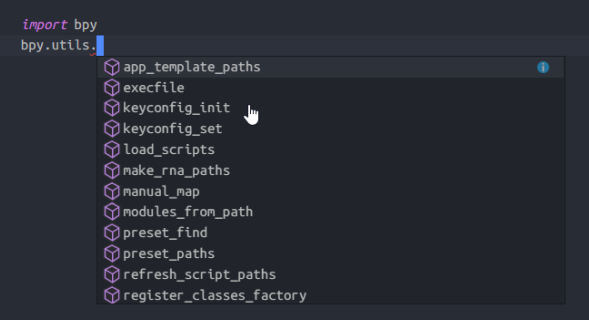 import bpy
bpy.utils.
app_template_paths
execfile
keyconfig_init
keyconfig_set
load_scripts
make_rna_paths
manual_map
modules_from_path
preset_find
preset_paths
refresh_script_paths
register_classes_factory